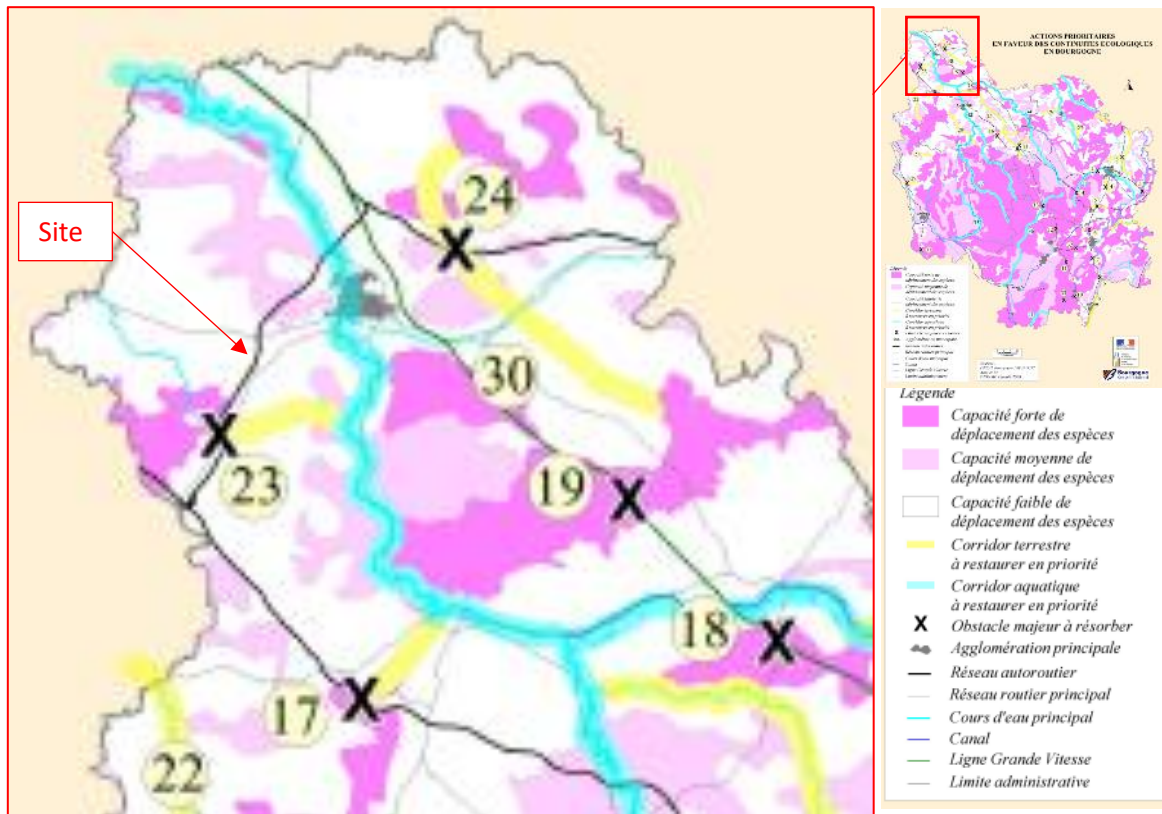 Site
24
30
23
19
18
17
22
ACTIONS PRIORITAIRES
EN FAVEUR DES CONTINUITES ECOLOGIQUES
EN BOURGOGNE
Bourgogne
Légende
Capacité forte de
déplacement des espèces
Capacité moyenne de
déplacement des espèces
Capacité faible de
déplacement des espèces
Corridor terrestre
à restaurer en priorité
Corridor aquatique
à restaurer en priorité
X Obstacle majeur à résorber
Agglomération principale
Réseau autoroutier
Réseau routier principal
Cours d'eau principal
Canal
Ligne Grande Vitesse
Limite administrative